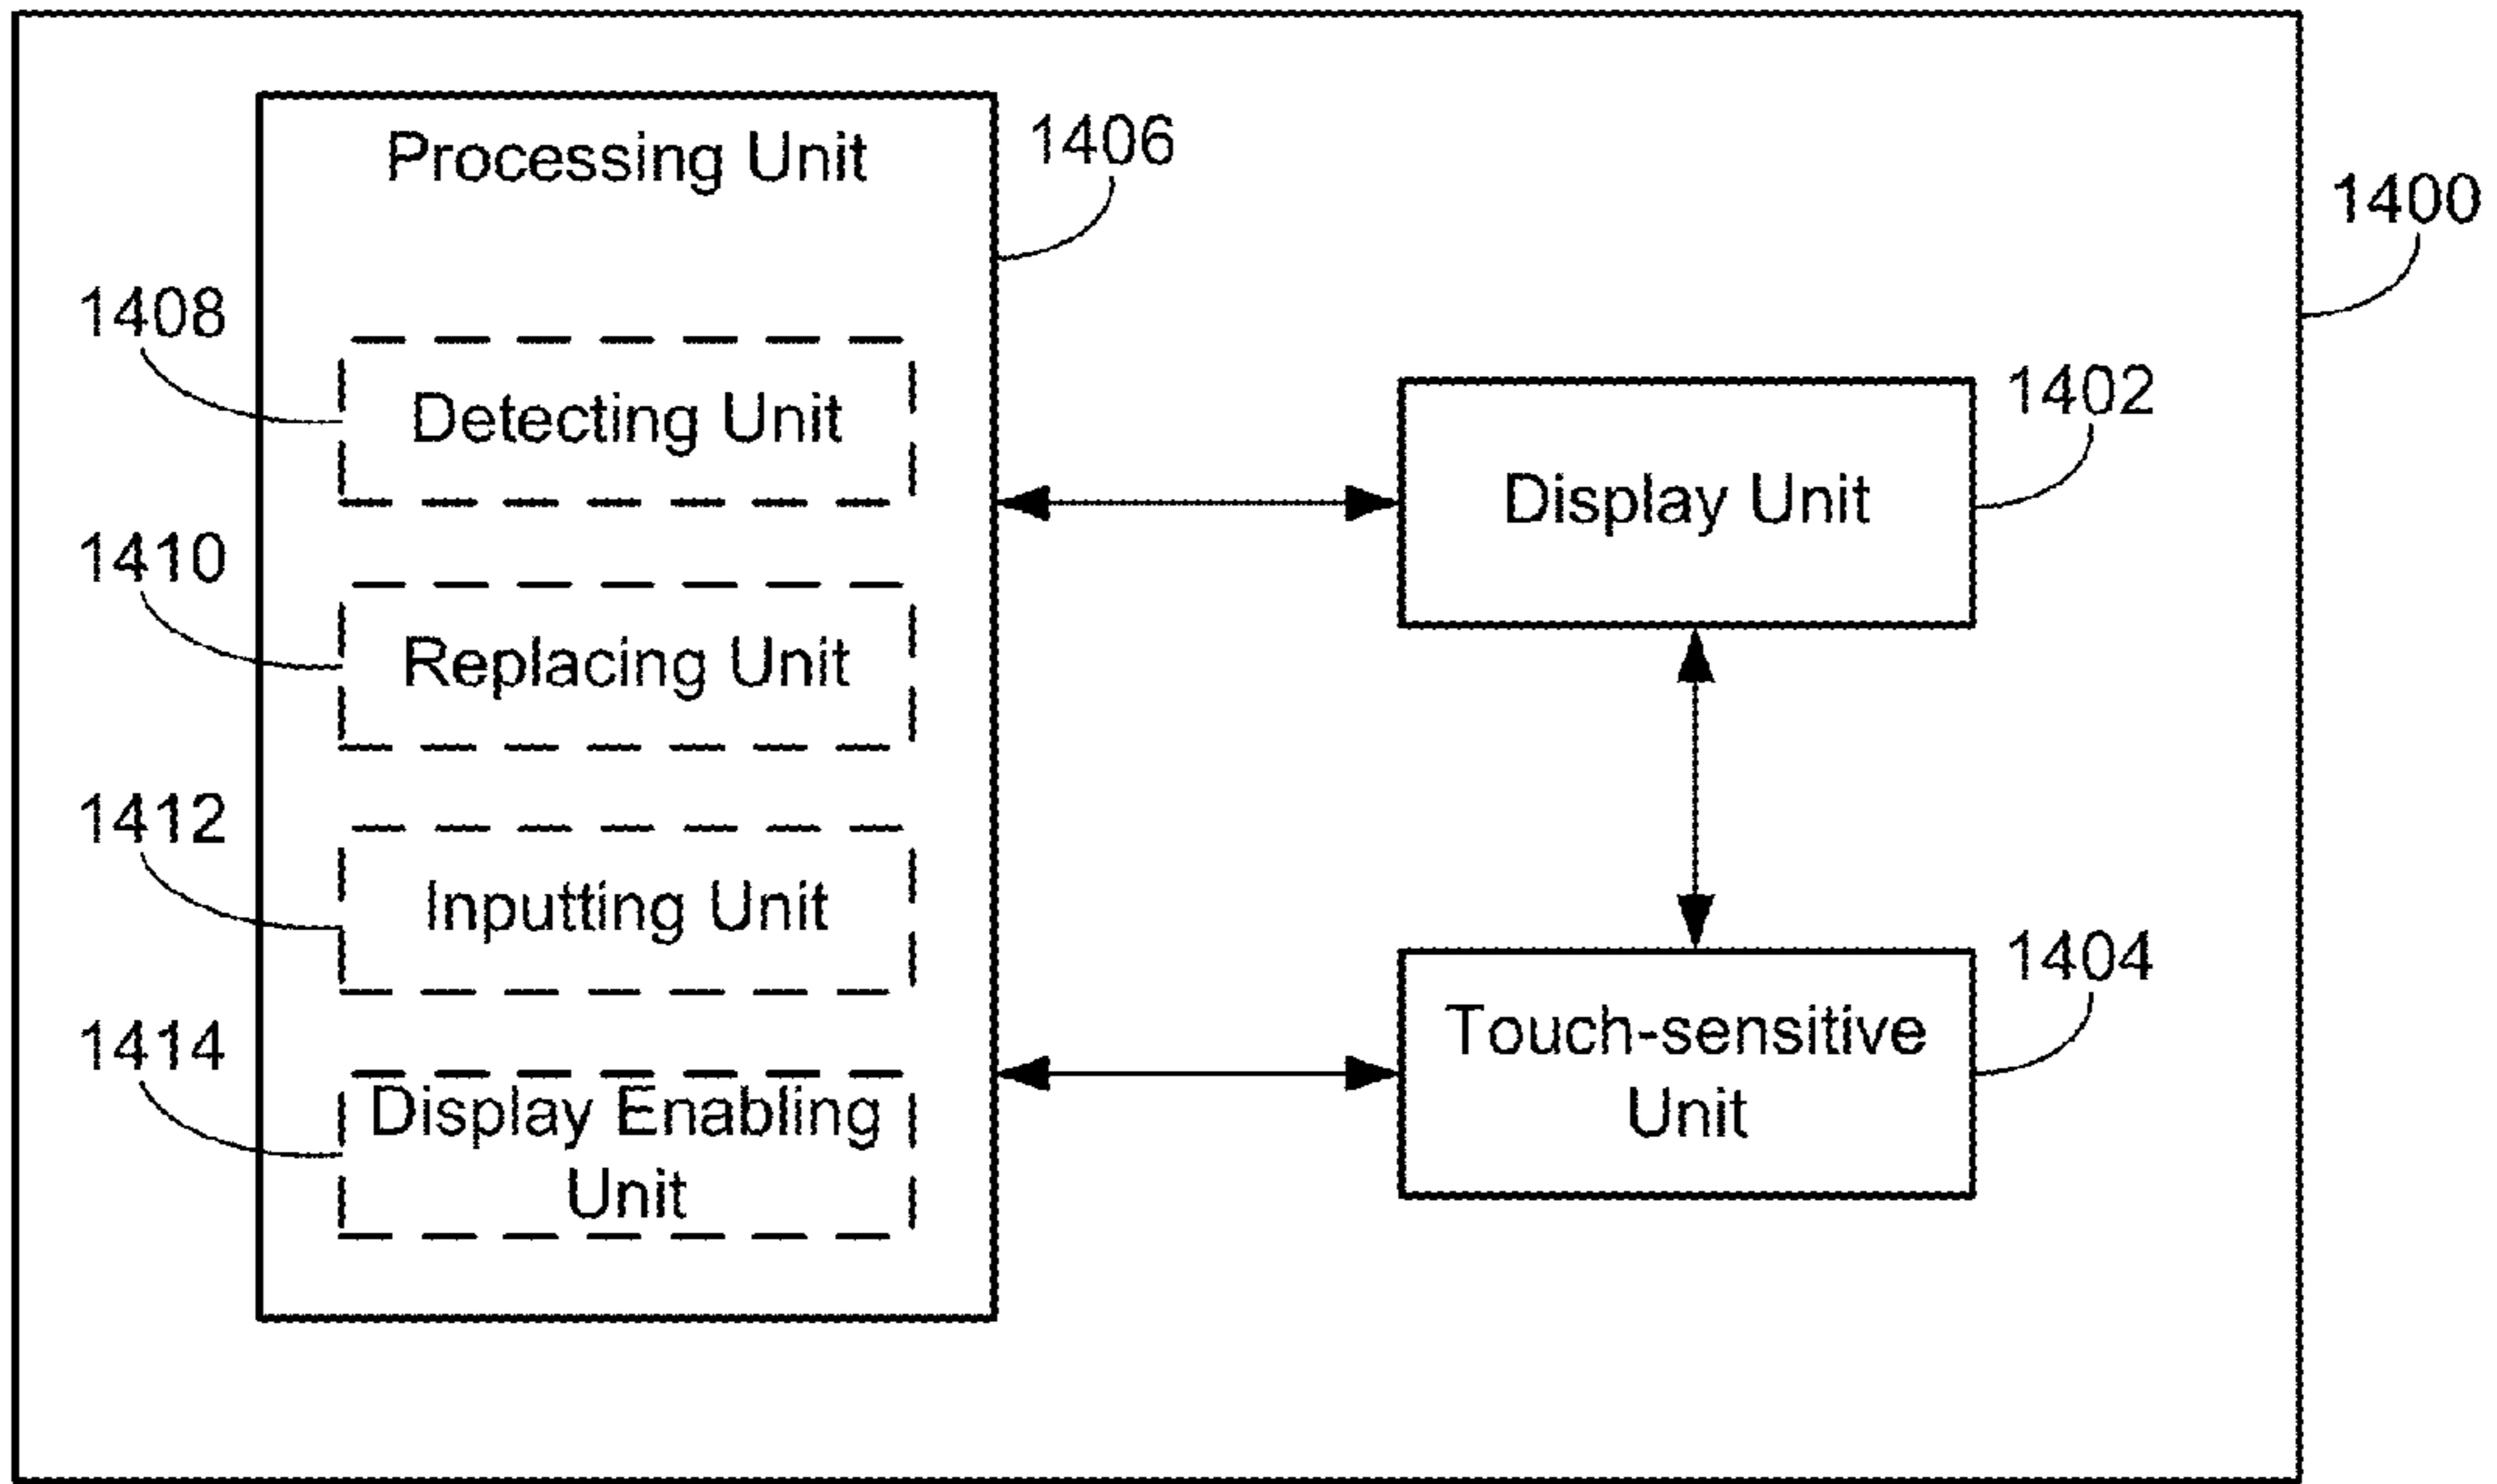 Processing Unit
1406
1400
1408
Detecting Unit
1402
Display Unit
1410
Replacing Unit
1412
Inputting Unit
1404
Touch-sensitive
Unit
1414
Display Enabling
Unit